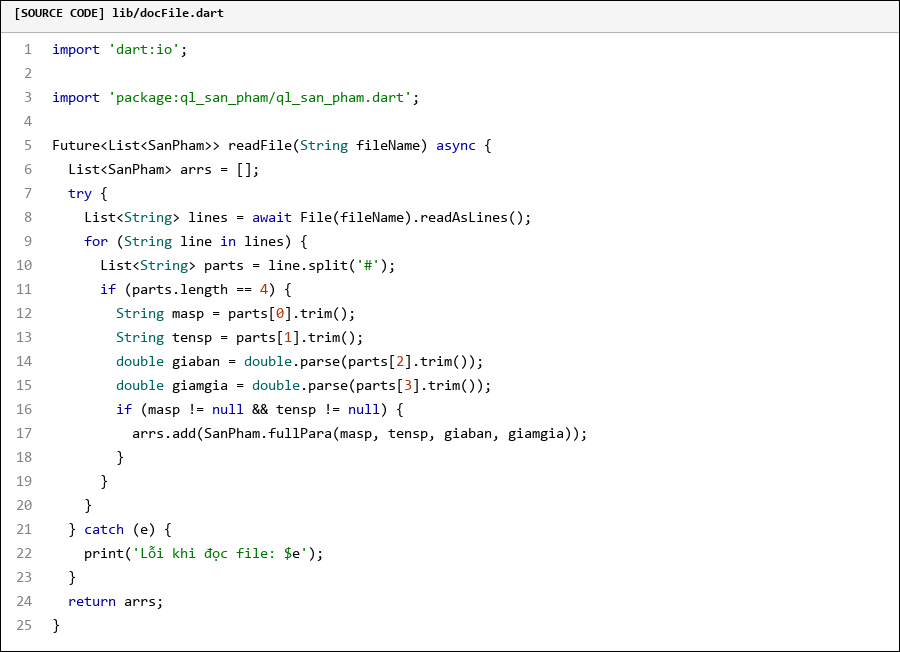 [SOURCE CODE] lib/docFile.dart
1 import 'dart:io';
2
3 import 'package:ql_san_pham/ql_san_pham.dart';
4
5 Future<List<SanPham>> readFile(String fileName) async {
6   List<SanPham> arrs = [];
7   try {
8     List<String> lines = await File(fileName).readAsLines();
9     for (String line in lines) {
10       List<String> parts = line.split('#');
11       if (parts.length == 4) {
12         String masp = parts[0].trim();
13         String tensp = parts[1].trim();
14         double giaban = double.parse(parts[2].trim());
15         double giamgia = double.parse(parts[3].trim());
16         if (masp != null && tensp != null) {
17           arrs.add(SanPham.fullPara(masp, tensp, giaban, giamgia));
18         }
19       }
20     }
21   } catch (e) {
22     print('Lỗi khi đọc file: $e');
23   }
24   return arrs;
25 }